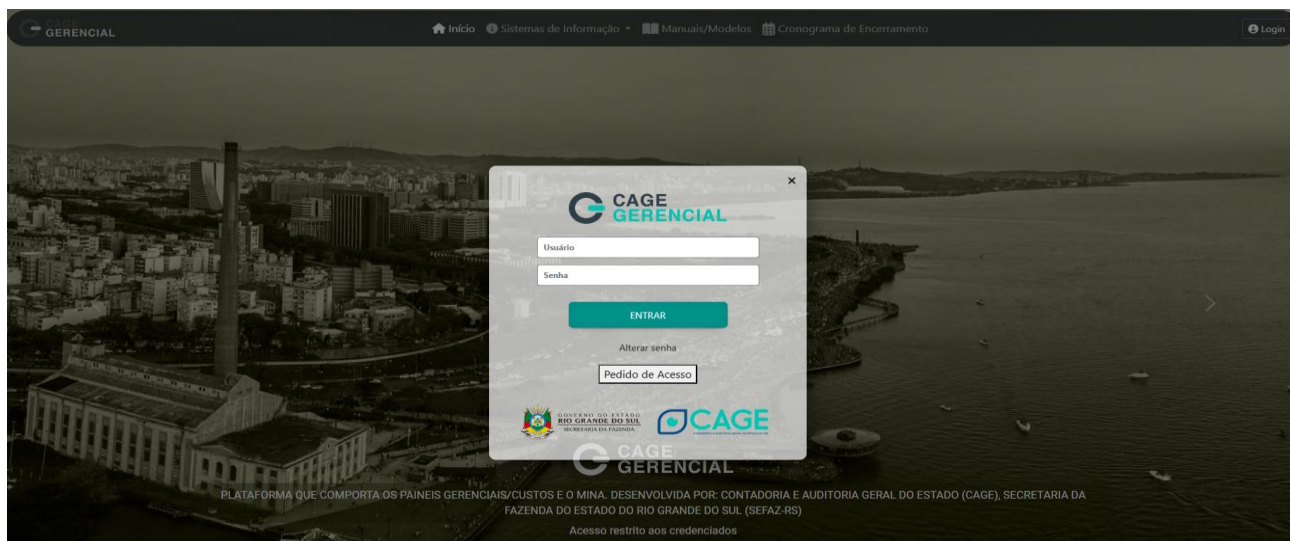 CAGE
GERENCIAL
Início
Sistemas de Informação
Manuais/Modelos
Cronograma de Encerramento
Login
CAGE
GERENCIAL
Usuário
Senha
ENTRAR
Alterar senha
Pedido de Acesso
GOVERNO DO ESTADO
RIO GRANDE DO SUL
SECRETARIA DA FAZENDA
CAGE
CAGE
GERENCIAL
PLATAFORMA QUE COMPORTA OS PAINEIS GERENCIAIS/CUSTOS E O MINA. DESENVOLVIDA POR: CONTADORIA E AUDITORIA GERAL DO ESTADO (CAGE), SECRETARIA DA
FAZENDA DO ESTADO DO RIO GRANDE DO SUL (SEFAZ-RS)
Acesso restrito aos credenciados